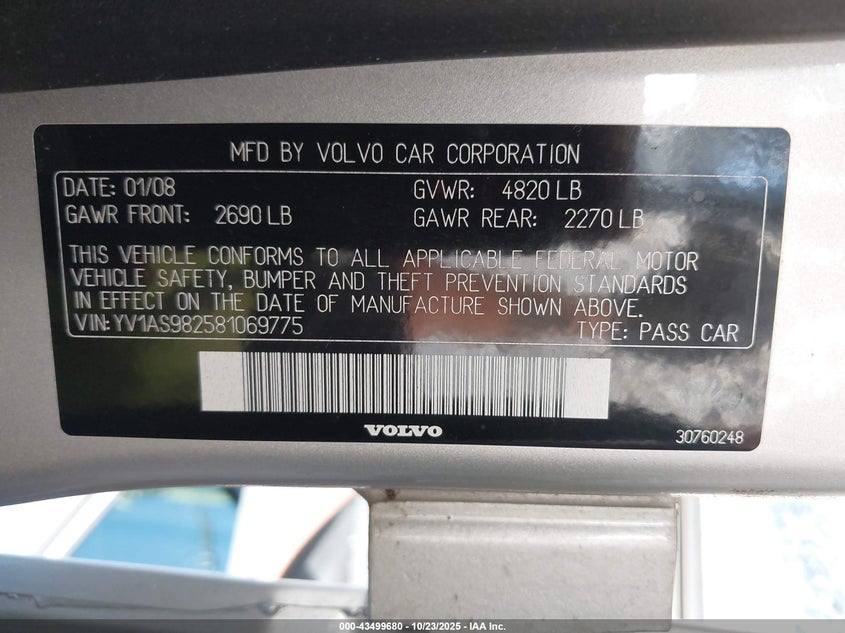 MFD BY VOLVO CAR CORPORATION
DATE: 01/08 GVWR: 4820 LB
GAWR FRONT: 2690 LB GAWR REAR: 2270 LB
THIS VEHICLE CONFORMS TO ALL APPLICABLE FEDERAL MOTOR
VEHICLE SAFETY, BUMPER AND THEFT PREVENTION STANDARDS
IN EFFECT ON THE DATE OF MANUFACTURE SHOWN ABOVE.
VIN: YV1AS982581069775 TYPE: PASS CAR
VOLVO 30760248
000-43499680 - 10/23/2025 - IAA Inc.